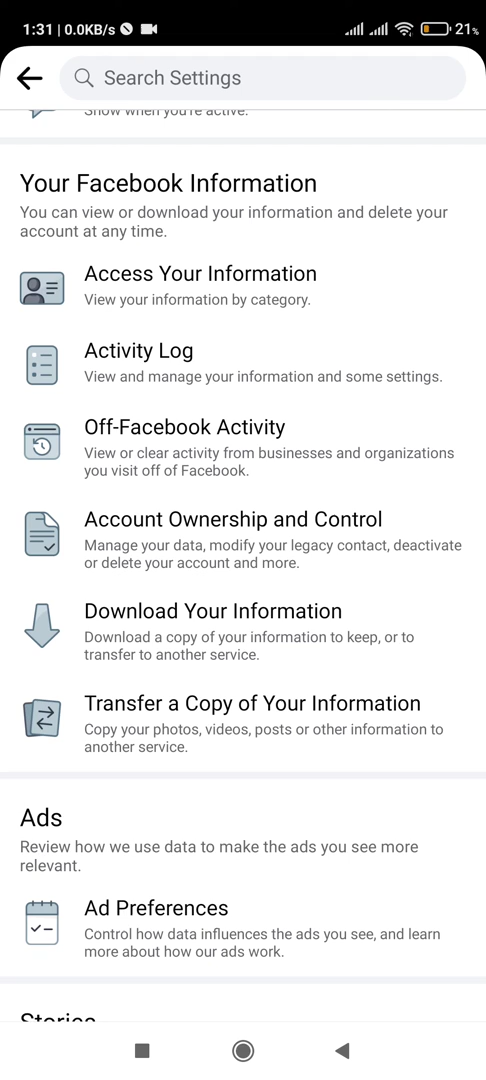 1:31 | 0.0KB/s
21%
Search Settings
Show when you're active.
Your Facebook Information
You can view or download your information and delete your
account at any time.
Access Your Information
View your information by category.
Activity Log
View and manage your information and some settings.
Off-Facebook Activity
View or clear activity from businesses and organizations
you visit off of Facebook.
Account Ownership and Control
Manage your data, modify your legacy contact, deactivate
or delete your account and more.
Download Your Information
Download a copy of your information to keep, or to
transfer to another service.
Transfer a Copy of Your Information
Copy your photos, videos, posts or other information to
another service.
Ads
Review how we use data to make the ads you see more
relevant.
Ad Preferences
Control how data influences the ads you see, and learn
more about how our ads work.
Stories